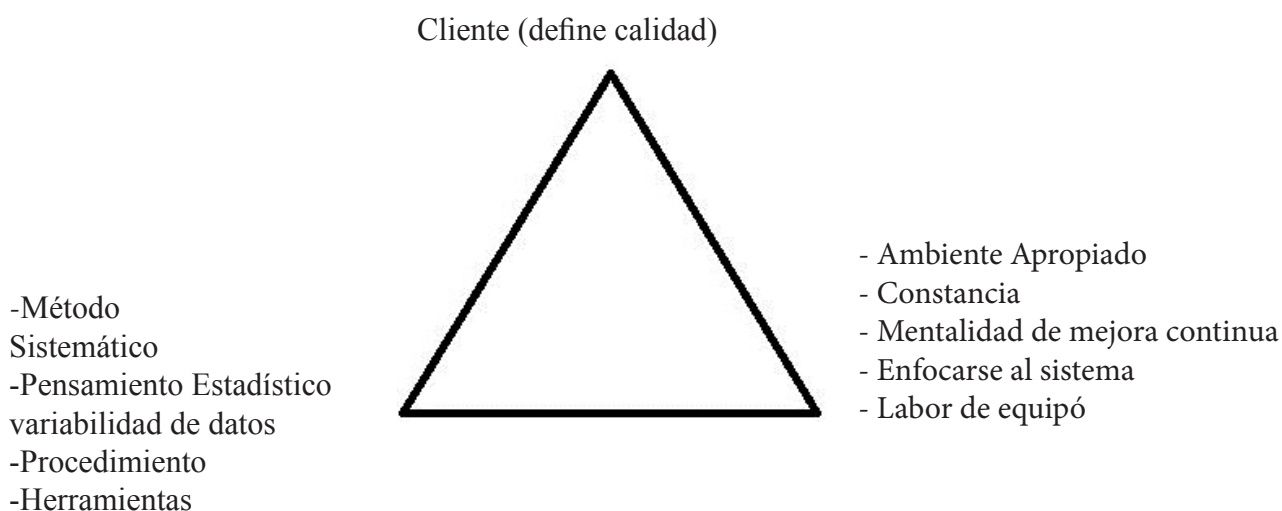 Cliente (define calidad)
-Método
Sistemático
-Pensamiento Estadístico
variabilidad de datos
-Procedimiento
-Herramientas
- Ambiente Apropiado
- Constancia
- Mentalidad de mejora continua
- Enfocarse al sistema
- Labor de equipó